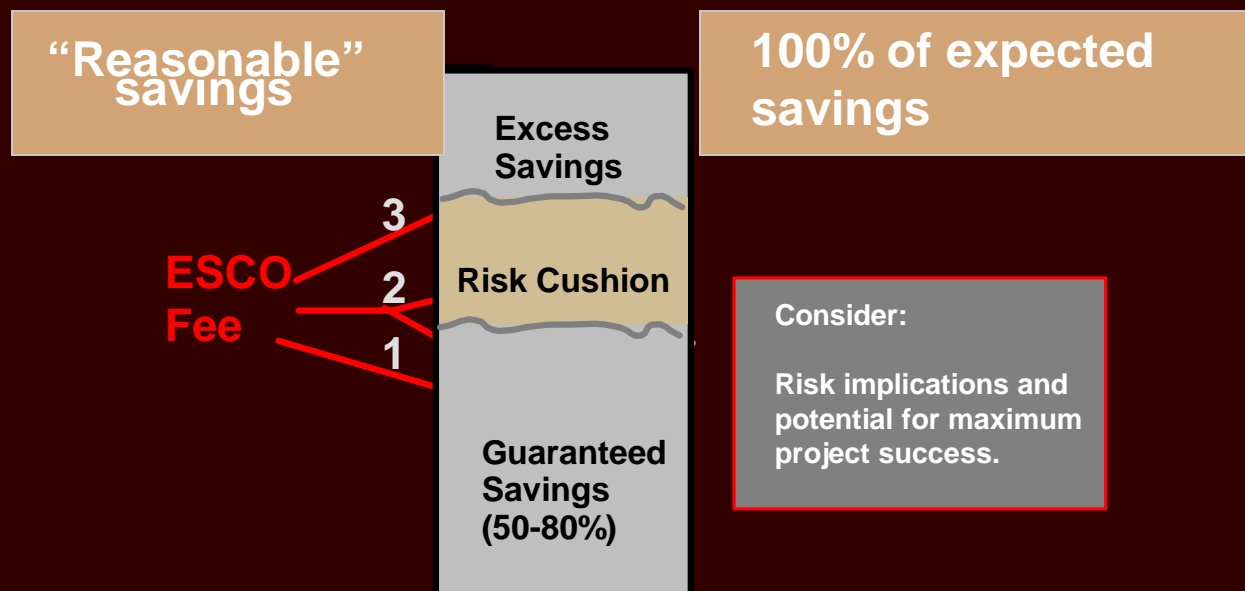 “Reasonable”
savings
100% of expected
savings
Excess
Savings
3
ESCO
Fee
2
1
Risk Cushion
Guaranteed
Savings
(50-80%)
Consider:
Risk implications and
potential for maximum
project success.